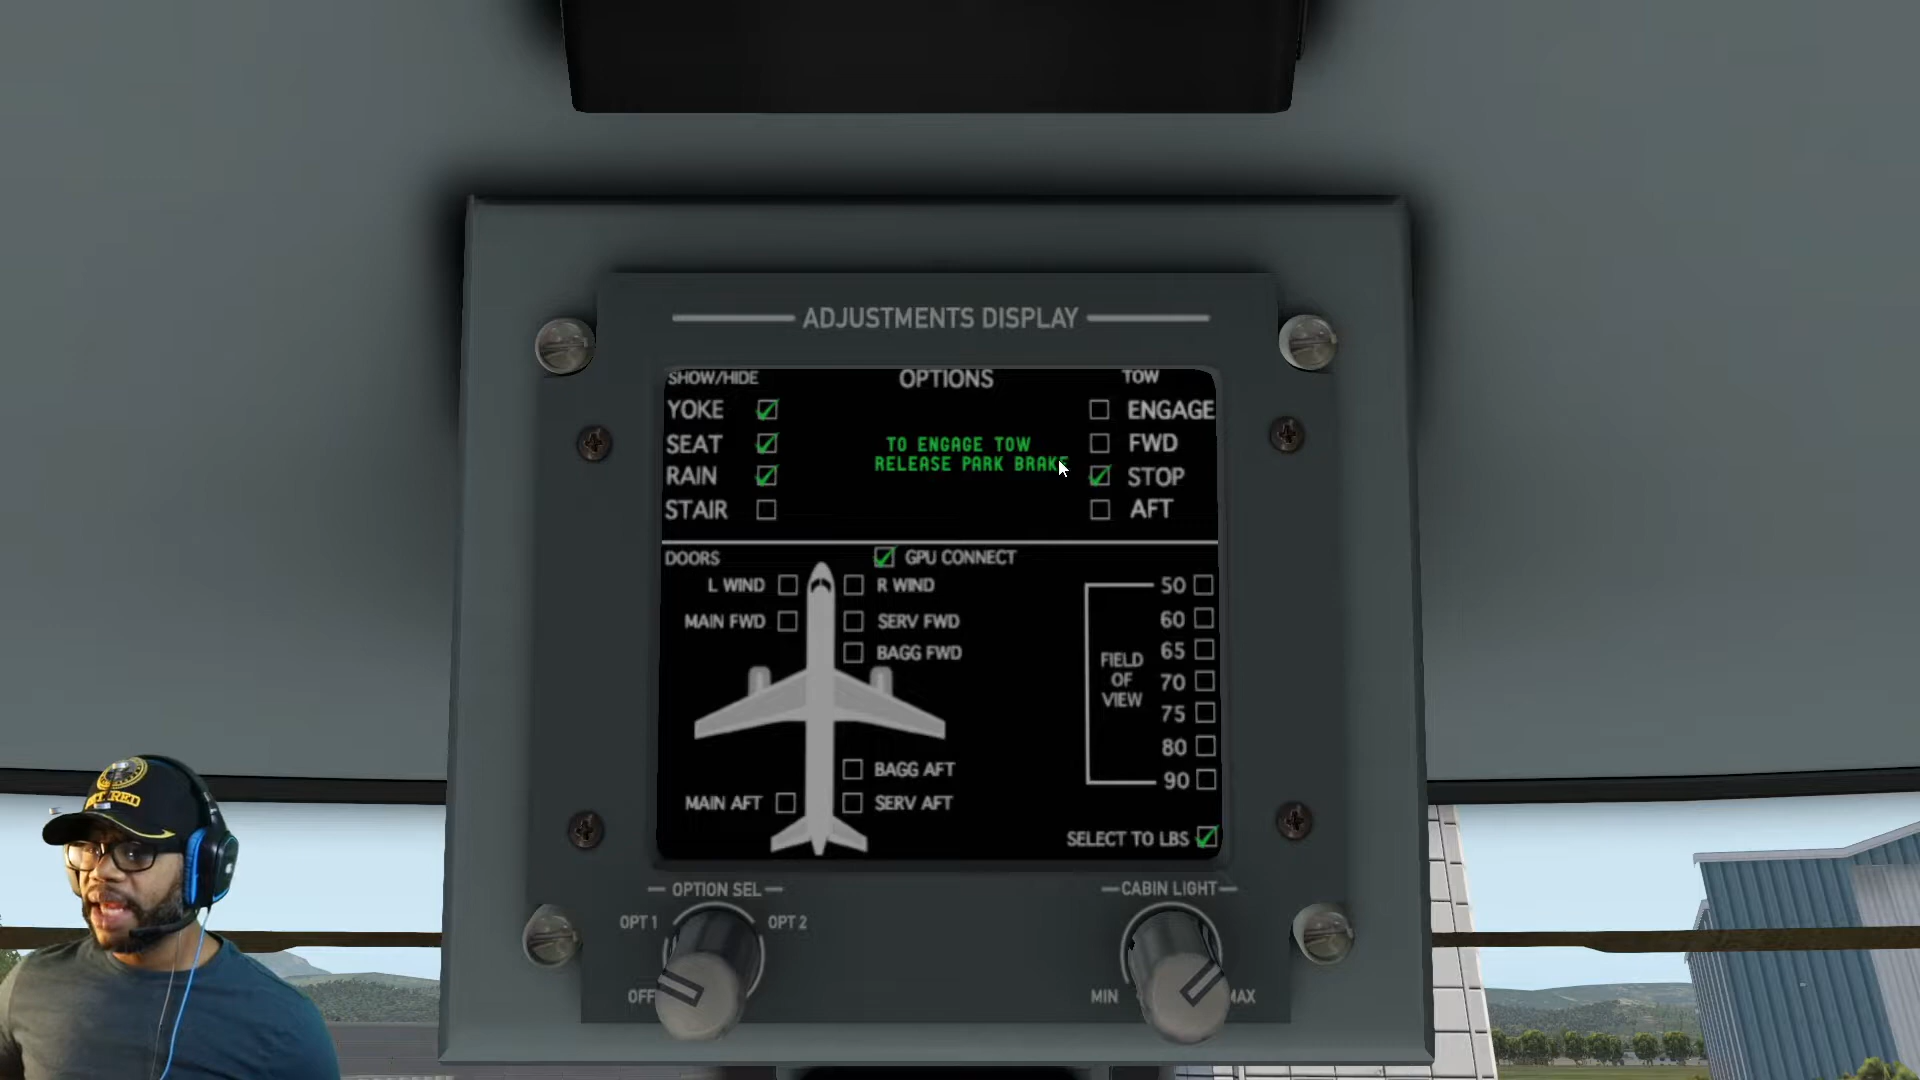 ADJUSTMENTS DISPLAY
SHOW/HIDE
OPTIONS
TOW
YOKE
SEAT
RAIN
STAIR
TO ENGAGE TOW
RELEASE PARK BRAKE
ENGAGE
FWD
STOP
AFT
DOORS
GPU CONNECT
L WIND
R WIND
MAIN FWD
SERV FWD
BAGG FWD
BAGG AFT
MAIN AFT
SERV AFT
FIELD
OF
VIEW
50
60
65
70
75
80
90
SELECT TO LBS
OPTION SEL
OPT 1
OPT 2
OFF
CABIN LIGHT
MIN
MAX